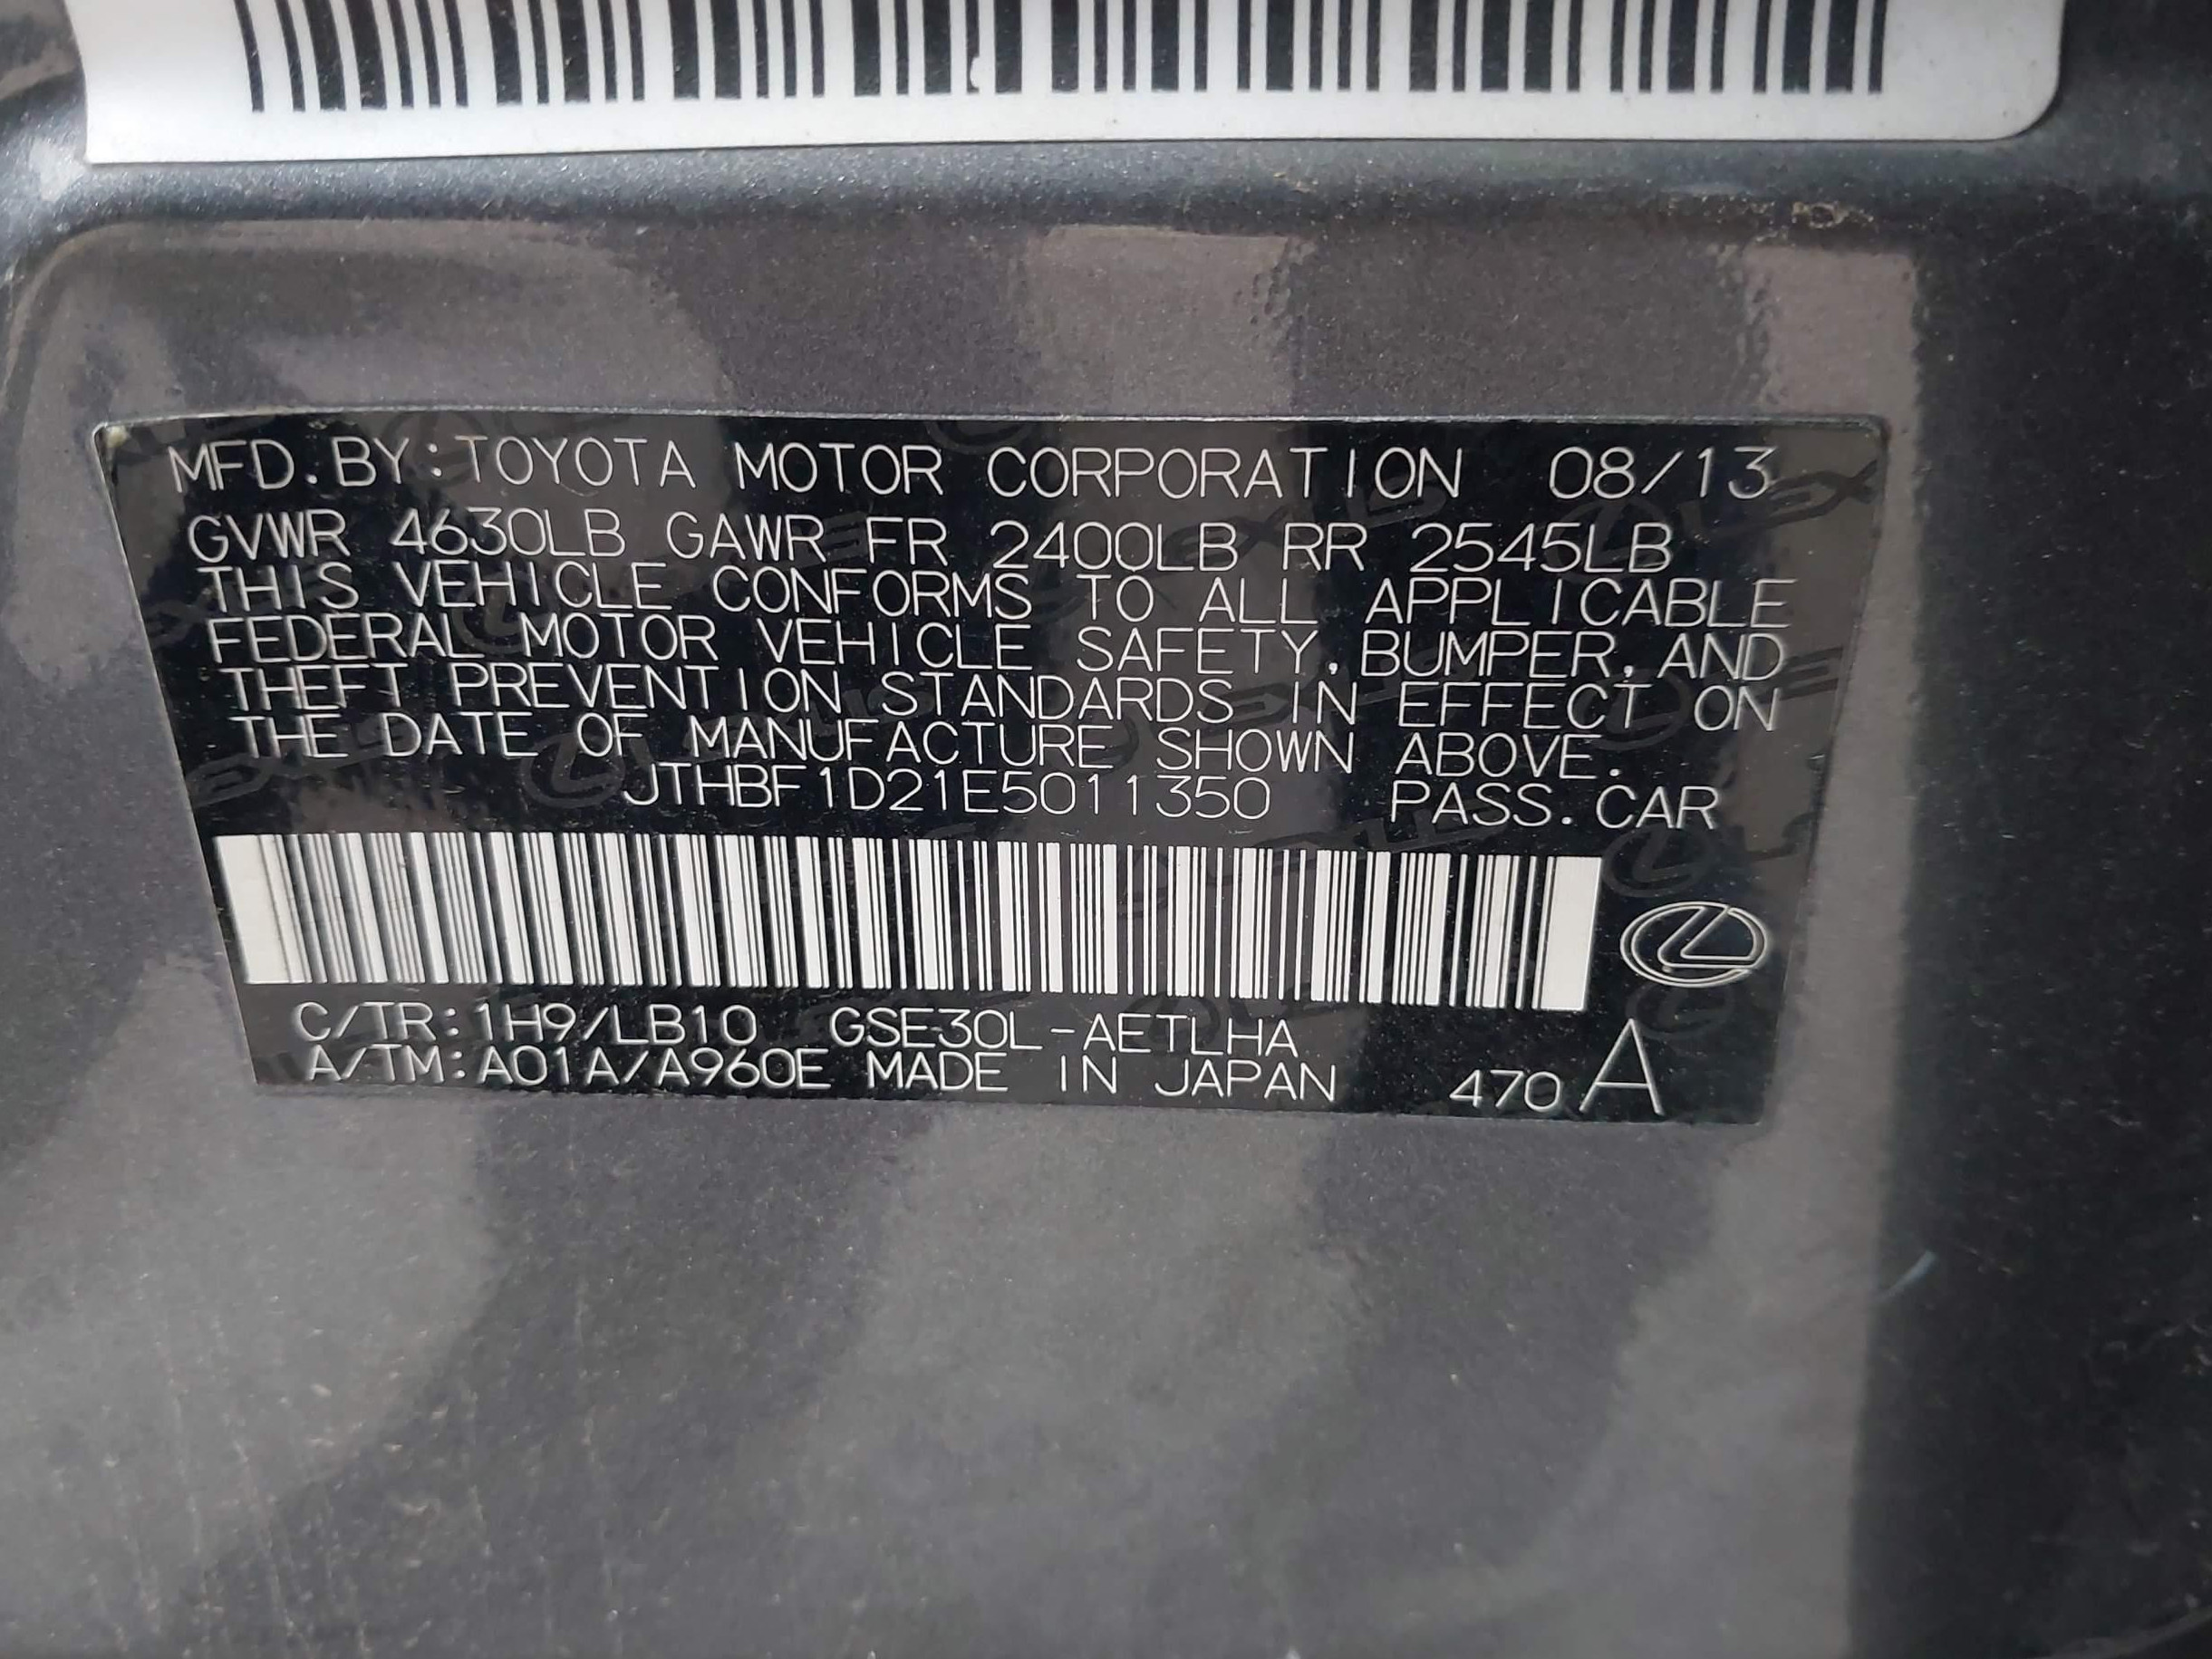 MFD.BY:TOYOTA MOTOR CORPORATION 08/13
GVWR 4630LB GAWR FR 2400LB RR 2545LB
THIS VEHICLE CONFORMS TO ALL APPLICABLE
FEDERAL MOTOR VEHICLE SAFETY, BUMPER, AND
THEFT PREVENTION STANDARDS IN EFFECT ON
THE DATE OF MANUFACTURE SHOWN ABOVE.
JTHBF1D21E5011350 PASS.CAR
C/TR:1H9/LB10 GSE30L-AETLHA
A/TM:A01A/A960E MADE IN JAPAN 470 A